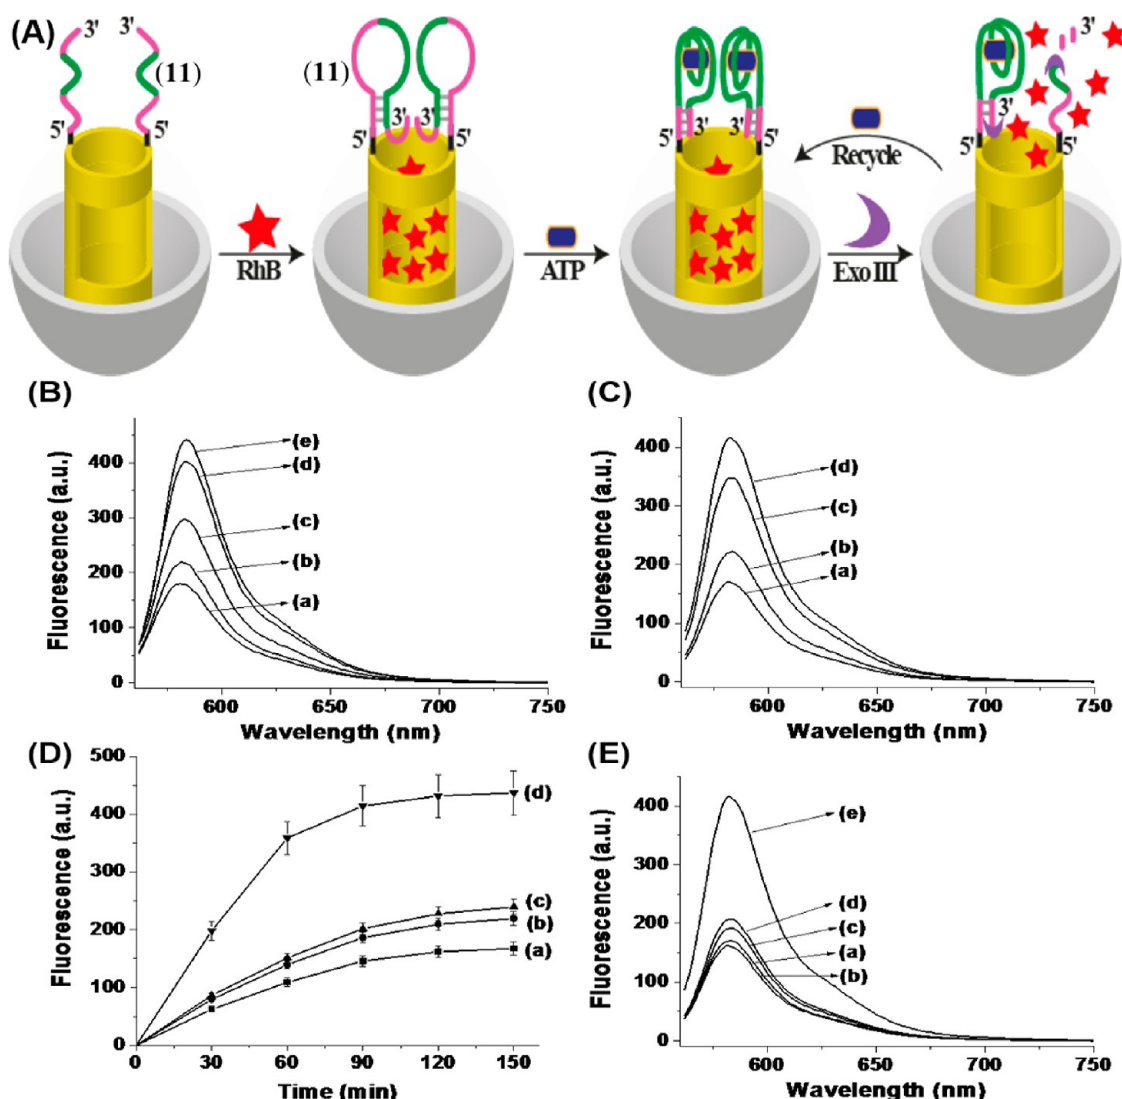 (A)
3' 3'
(11)
5' 5'
RhB
(11)
3'
5' 5'
ATP
3'
5' 5'
Recycle
Exo III
3'
3'
5'
(B)
Fluorescence (a.u.)
400
300
200
100
0
(e)
(d)
(c)
(b)
(a)
600 650 700 750
Wavelength (nm)
(C)
Fluorescence (a.u.)
400
300
200
100
0
(d)
(c)
(b)
(a)
600 650 700 750
Wavelength (nm)
(D)
Fluorescence (a.u.)
500
400
300
200
100
0
(d)
(c)
(b)
(a)
0 30 60 90 120 150
Time (min)
(E)
Fluorescence (a.u.)
400
300
200
100
0
(e)
(d)
(c)
(a)
(b)
600 650 700 750
Wavelength (nm)